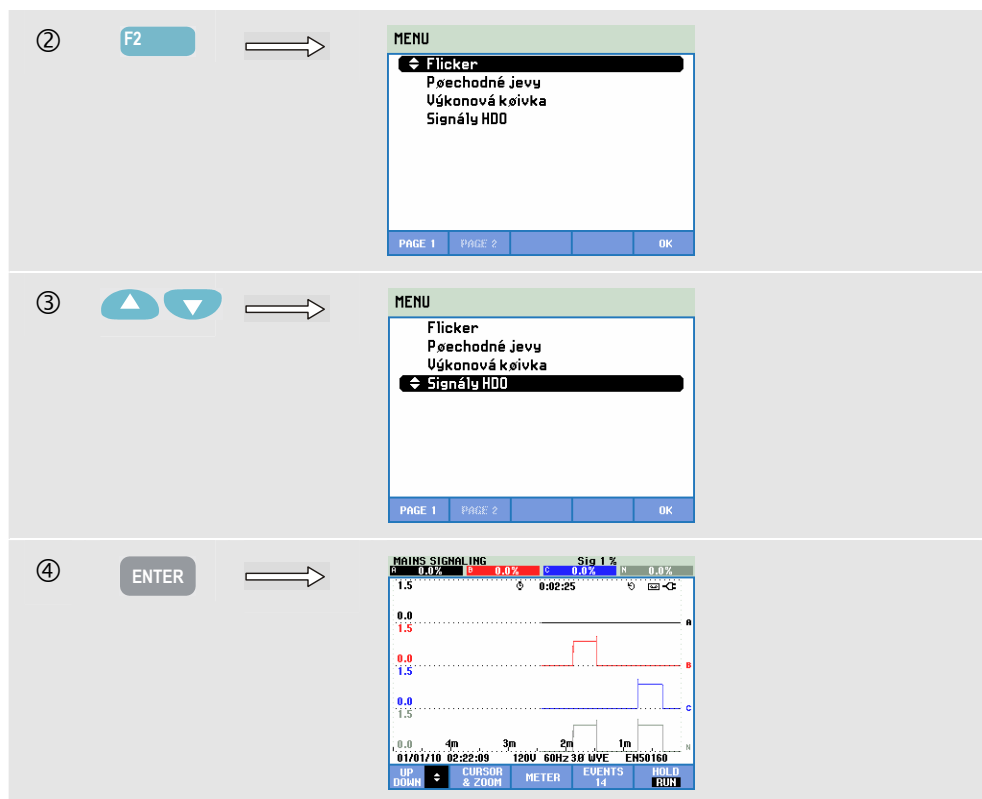 ②
F2
MENU
Flicker
Pøechodné jevy
Výkonová køivka
Signály HDO
PAGE 1 PAGE 2 OK
③
MENU
Flicker
Pøechodné jevy
Výkonová køivka
Signály HDO
PAGE 1 PAGE 2 OK
④
ENTER
MAINS SIGNALING Sig 1 %
A 0.0% B 0.0% C 0.0% N 0.0%
1.5 0:02:25
0.0 A
1.5
0.0 B
1.5
0.0 C
1.5
0.0 4m 3m 2m 1m N
01/01/10 02:22:09 120V 60Hz 3Ø WYE EN50160
UP DOWN CURSOR & ZOOM METER EVENTS 14 HOLD RUN